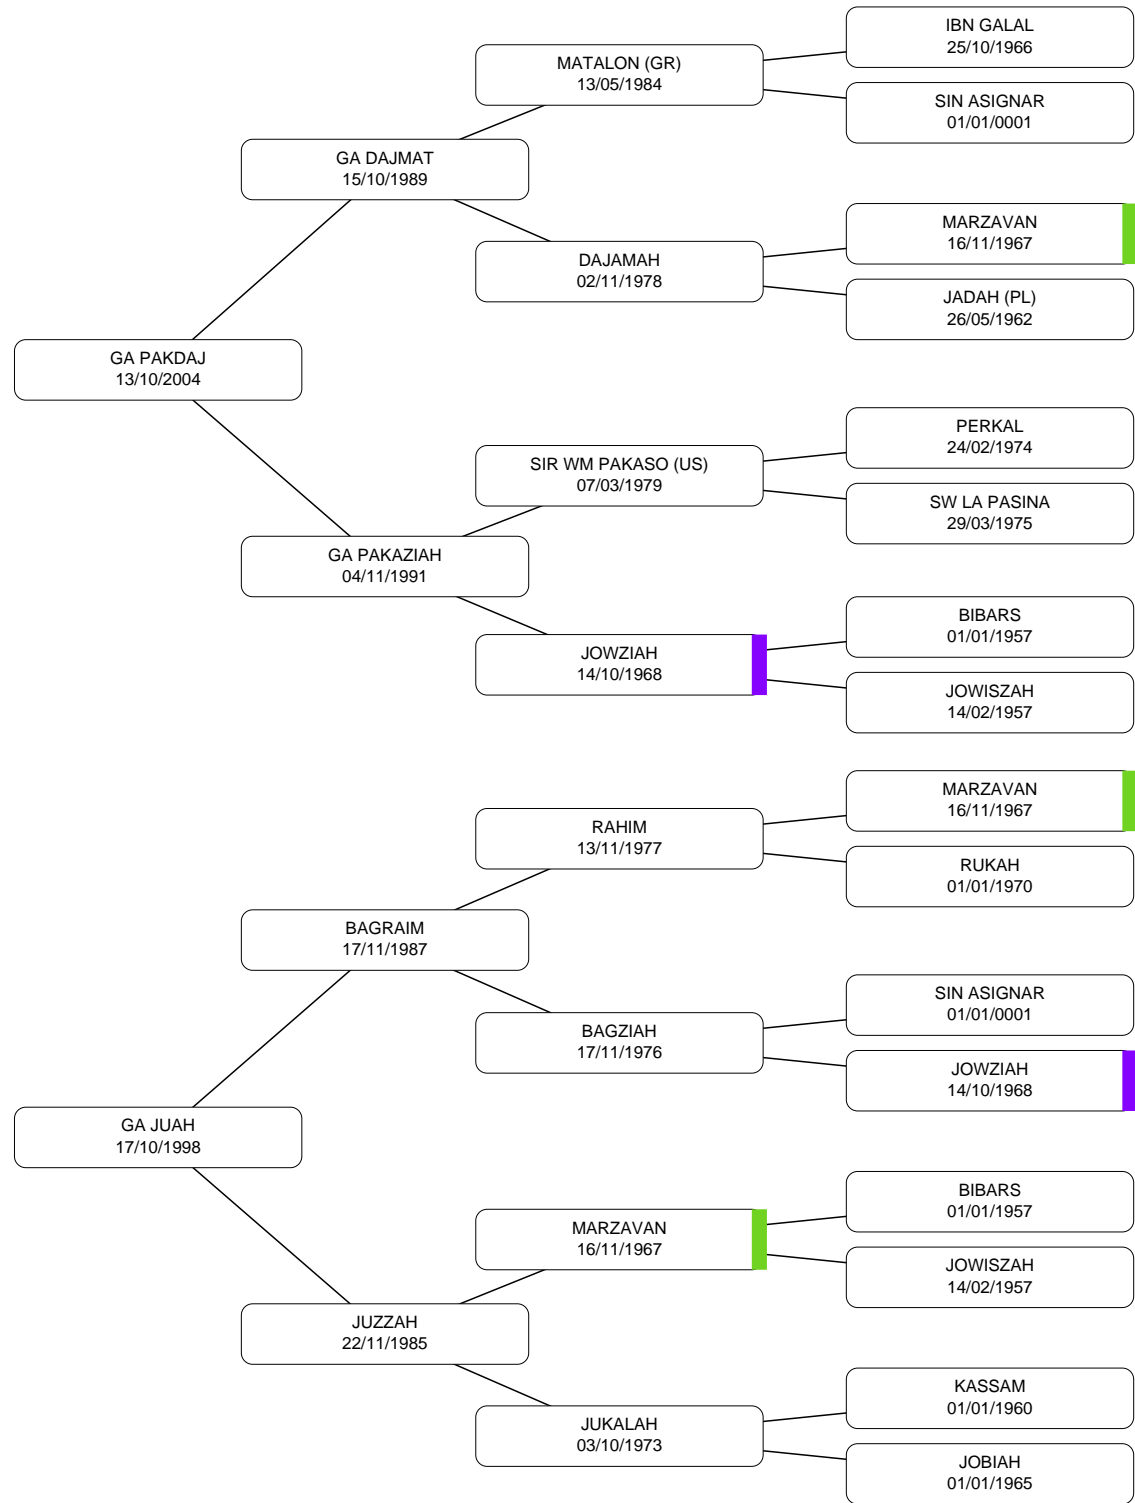 IBN GALAL
25/10/1966
MATALON (GR)
13/05/1984
SIN ASIGNAR
01/01/0001
GA DAJMAT
15/10/1989
MARZAVAN
16/11/1967
DAJAMAH
02/11/1978
JADAH (PL)
26/05/1962
GA PAKDAJ
13/10/2004
PERKAL
24/02/1974
SIR WM PAKASO (US)
07/03/1979
SW LA PASINA
29/03/1975
GA PAKAZIAH
04/11/1991
BIBARS
01/01/1957
JOWZIAH
14/10/1968
JOWISZAH
14/02/1957
MARZAVAN
16/11/1967
RAHIM
13/11/1977
RUKAH
01/01/1970
BAGRAIM
17/11/1987
SIN ASIGNAR
01/01/0001
BAGZIAH
17/11/1976
JOWZIAH
14/10/1968
GA JUAH
17/10/1998
BIBARS
01/01/1957
MARZAVAN
16/11/1967
JOWISZAH
14/02/1957
JUZZAH
22/11/1985
KASSAM
01/01/1960
JUKALAH
03/10/1973
JOBIAH
01/01/1965